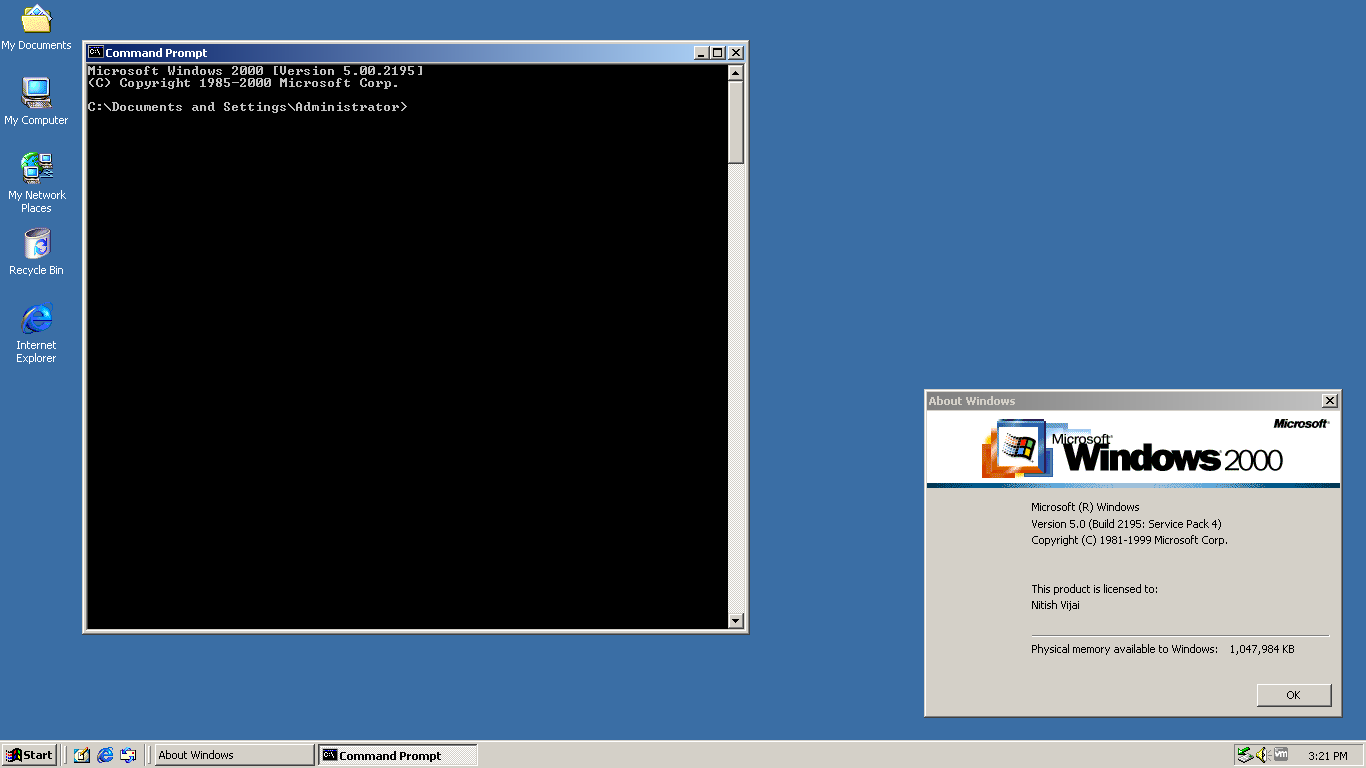 My Documents
My Computer
My Network
Places
Recycle Bin
Internet
Explorer
Command Prompt
Microsoft Windows 2000 [Version 5.00.2195]
(C) Copyright 1985-2000 Microsoft Corp.
C:\Documents and Settings\Administrator>
About Windows
Microsoft
Microsoft
Windows 2000
Microsoft (R) Windows
Version 5.0 (Build 2195: Service Pack 4)
Copyright (C) 1981-1999 Microsoft Corp.
This product is licensed to:
Nitish Vijai
Physical memory available to Windows: 1,047,984 KB
OK
Start
About Windows
Command Prompt
vm
3:21 PM